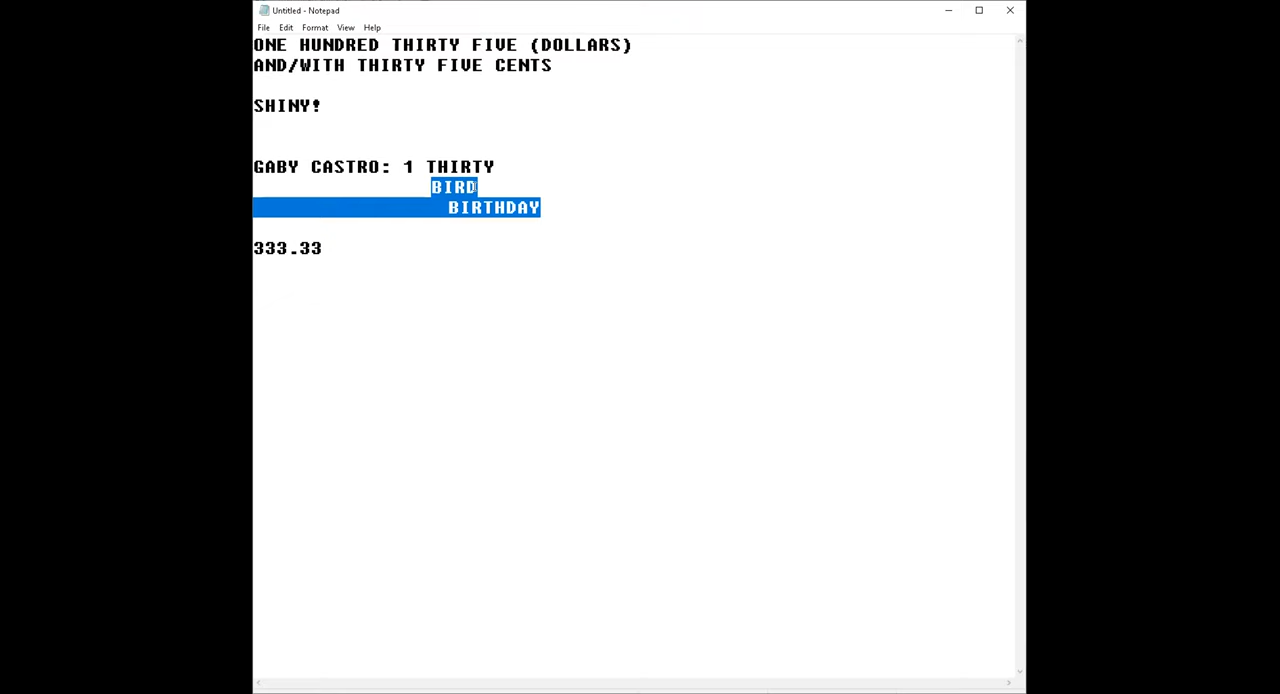 Untitled - Notepad
File Edit Format View Help
ONE HUNDRED THIRTY FIVE (DOLLARS)
AND/WITH THIRTY FIVE CENTS
SHINY!
GABY CASTRO: 1 THIRTY
BIRD
BIRTHDAY
333.33